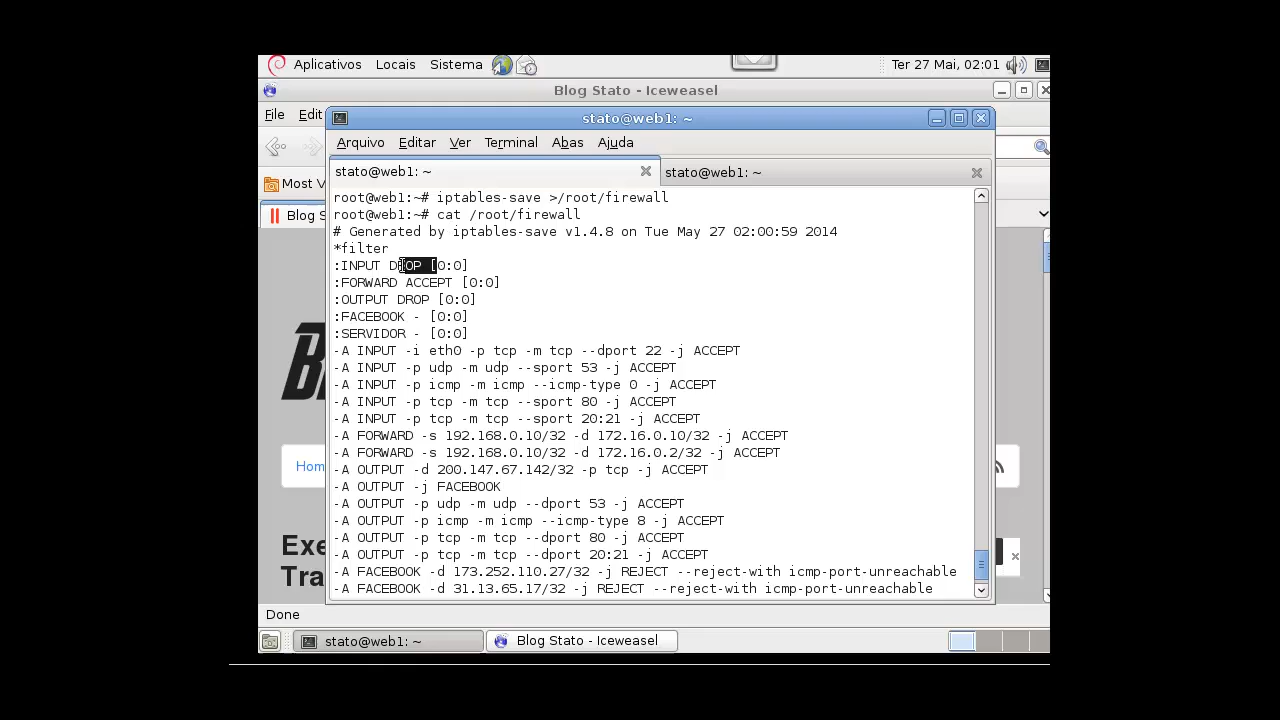 Aplicativos Locais Sistema Ter 27 Mai, 02:01
Blog Stato - Iceweasel
File Edit
stato@web1: ~
Arquivo Editar Ver Terminal Abas Ajuda
Most V
stato@web1: ~ stato@web1: ~
Blog S
root@web1:~# iptables-save >/root/firewall
root@web1:~# cat /root/firewall
# Generated by iptables-save v1.4.8 on Tue May 27 02:00:59 2014
*filter
:INPUT DROP [0:0]
:FORWARD ACCEPT [0:0]
:OUTPUT DROP [0:0]
:FACEBOOK - [0:0]
:SERVIDOR - [0:0]
-A INPUT -i eth0 -p tcp -m tcp --dport 22 -j ACCEPT
-A INPUT -p udp -m udp --sport 53 -j ACCEPT
-A INPUT -p icmp -m icmp --icmp-type 0 -j ACCEPT
-A INPUT -p tcp -m tcp --sport 80 -j ACCEPT
-A INPUT -p tcp -m tcp --sport 20:21 -j ACCEPT
-A FORWARD -s 192.168.0.10/32 -d 172.16.0.10/32 -j ACCEPT
-A FORWARD -s 192.168.0.10/32 -d 172.16.0.2/32 -j ACCEPT
-A OUTPUT -d 200.147.67.142/32 -p tcp -j ACCEPT
-A OUTPUT -j FACEBOOK
-A OUTPUT -p udp -m udp --dport 53 -j ACCEPT
-A OUTPUT -p icmp -m icmp --icmp-type 8 -j ACCEPT
-A OUTPUT -p tcp -m tcp --dport 80 -j ACCEPT
-A OUTPUT -p tcp -m tcp --dport 20:21 -j ACCEPT
-A FACEBOOK -d 173.252.110.27/32 -j REJECT --reject-with icmp-port-unreachable
-A FACEBOOK -d 31.13.65.17/32 -j REJECT --reject-with icmp-port-unreachable
Hom
Exe
Tra
Done
stato@web1: ~ Blog Stato - Iceweasel